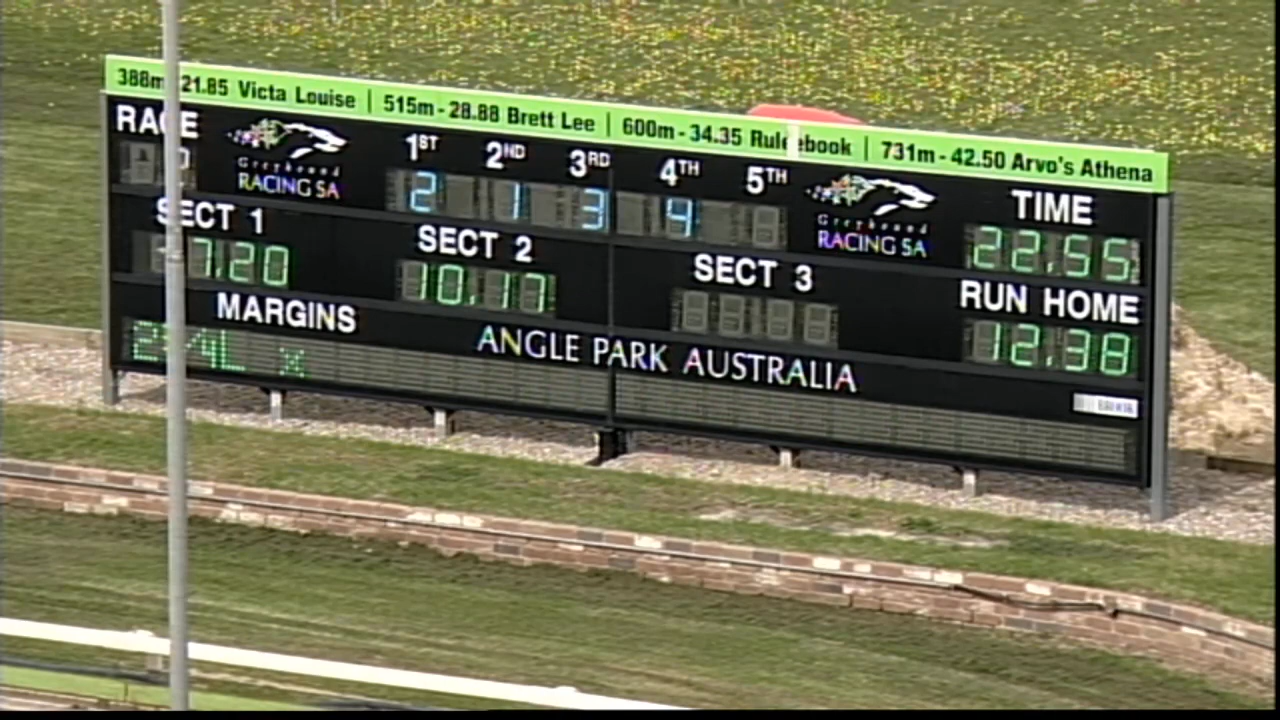 388m - 21.85 Victa Louise | 515m - 28.88 Brett Lee | 600m - 34.35 Rulebook | 731m - 42.50 Arvo's Athena
RACE
Greyhound
RACING SA
1ST 2ND 3RD 4TH 5TH
2 1 3 4
Greyhound
RACING SA
TIME
22.55
SECT 1
7.20
SECT 2
10.17
SECT 3
RUN HOME
12.38
MARGINS
ANGLE PARK AUSTRALIA